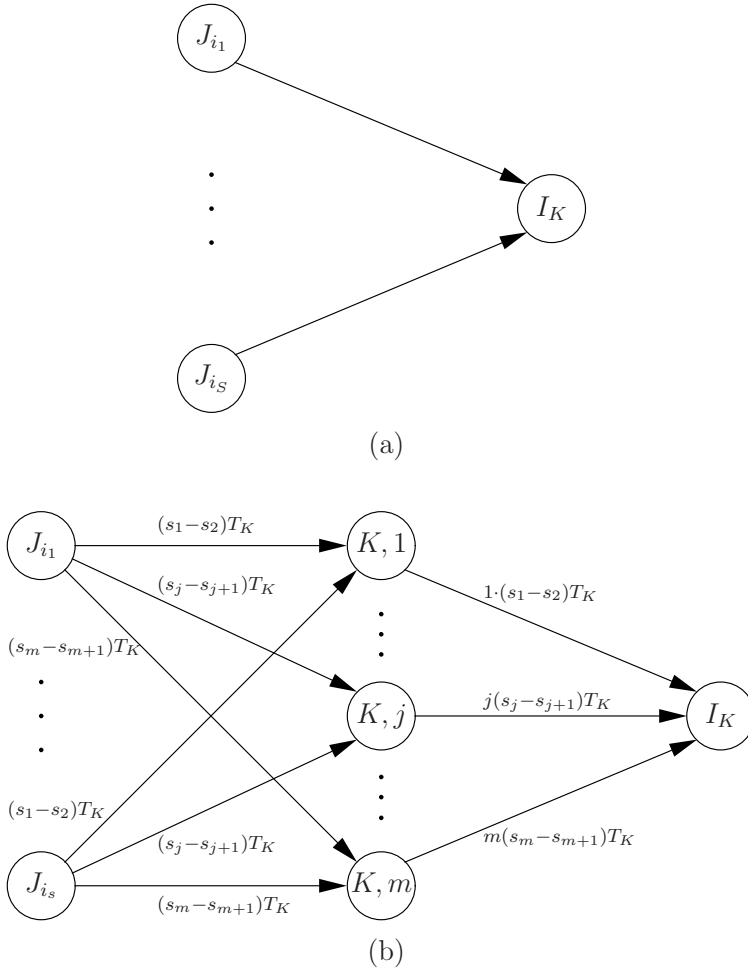 J_{i_1}
I_K
J_{i_S}
(a)
J_{i_1}
(s_1−s_2)T_K
K, 1
(s_j−s_{j+1})T_K
1·(s_1−s_2)T_K
(s_m−s_{m+1})T_K
K, j
j(s_j−s_{j+1})T_K
I_K
(s_1−s_2)T_K
(s_j−s_{j+1})T_K
m(s_m−s_{m+1})T_K
J_{i_s}
(s_m−s_{m+1})T_K
K, m
(b)